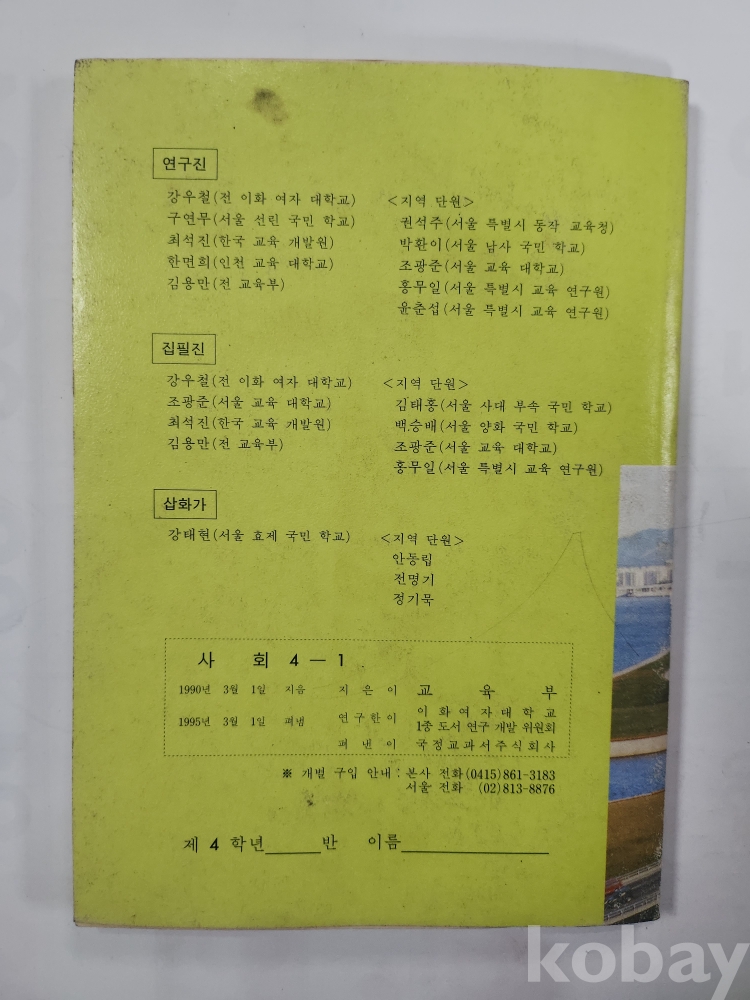 연구진
강우철(전 이화 여자 대학교)
구연무(서울 선린 국민 학교)
최석진(한국 교육 개발원)
한면희(인천 교육 대학교)
김용만(전 교육부)
<지역 단원>
권석주(서울 특별시 동작 교육청)
박환이(서울 남사 국민 학교)
조광준(서울 교육 대학교)
홍무일(서울 특별시 교육 연구원)
윤춘섭(서울 특별시 교육 연구원)
집필진
강우철(전 이화 여자 대학교)
조광준(서울 교육 대학교)
최석진(한국 교육 개발원)
김용만(전 교육부)
<지역 단원>
김태홍(서울 사대 부속 국민 학교)
백승배(서울 양화 국민 학교)
조광준(서울 교육 대학교)
홍무일(서울 특별시 교육 연구원)
삽화가
강태현(서울 효제 국민 학교)
<지역 단원>
안동립
전명기
정기묵
사 회 4 — 1
1990년 3월 1일 지음 지은이 교육부
1995년 3월 1일 펴냄 연구한이 이화여자대학교
1종 도서 연구 개발 위원회
펴낸이 국정교과서주식회사
※ 개별 구입 안내 : 본사 전화 (0415)861-3183
서울 전화 (02)813-8876
제 4 학년 반 이름
kobay